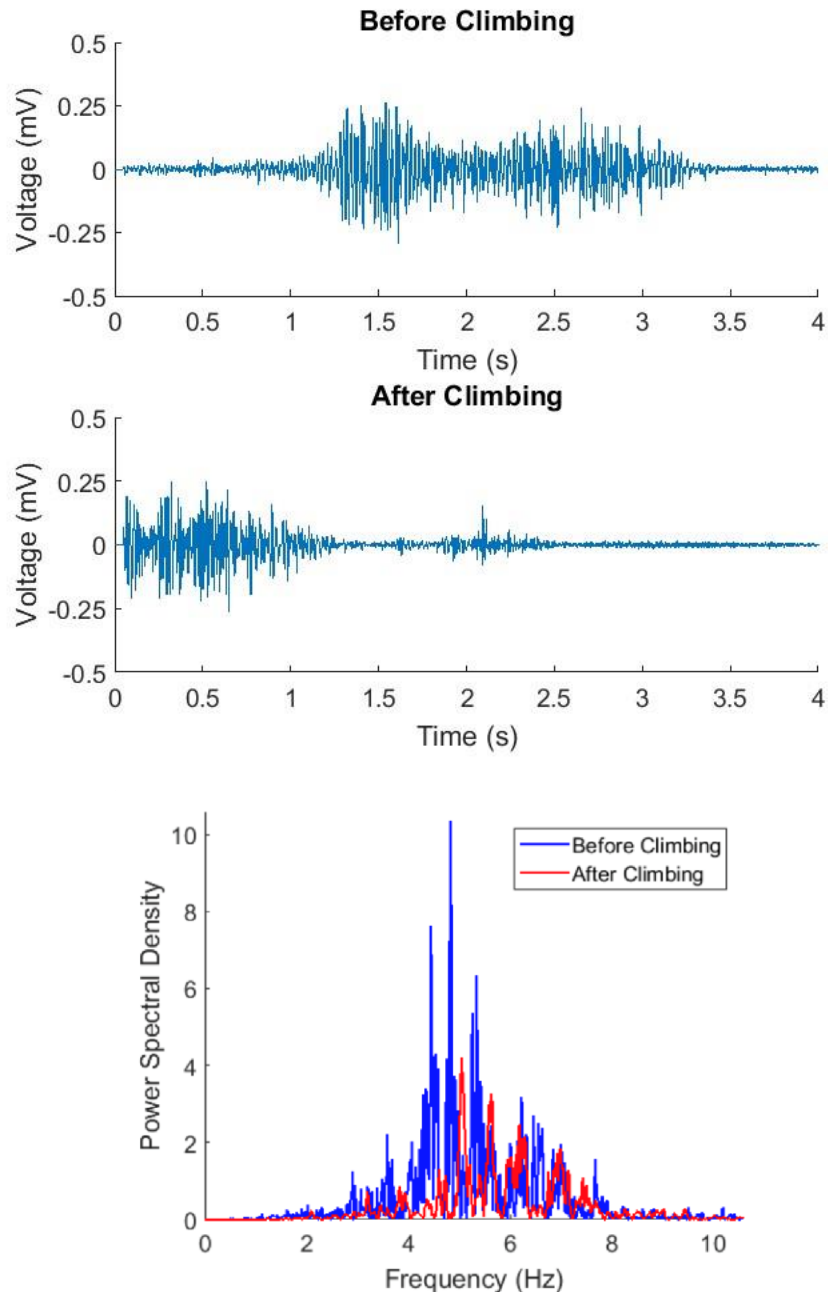 Before Climbing
0.5
0.25
0
-0.25
-0.5
Voltage (mV)
0 0.5 1 1.5 2 2.5 3 3.5 4
Time (s)
After Climbing
0.5
0.25
0
-0.25
-0.5
Voltage (mV)
0 0.5 1 1.5 2 2.5 3 3.5 4
Time (s)
10
8
6
4
2
0
Power Spectral Density
Before Climbing
After Climbing
0 2 4 6 8 10
Frequency (Hz)